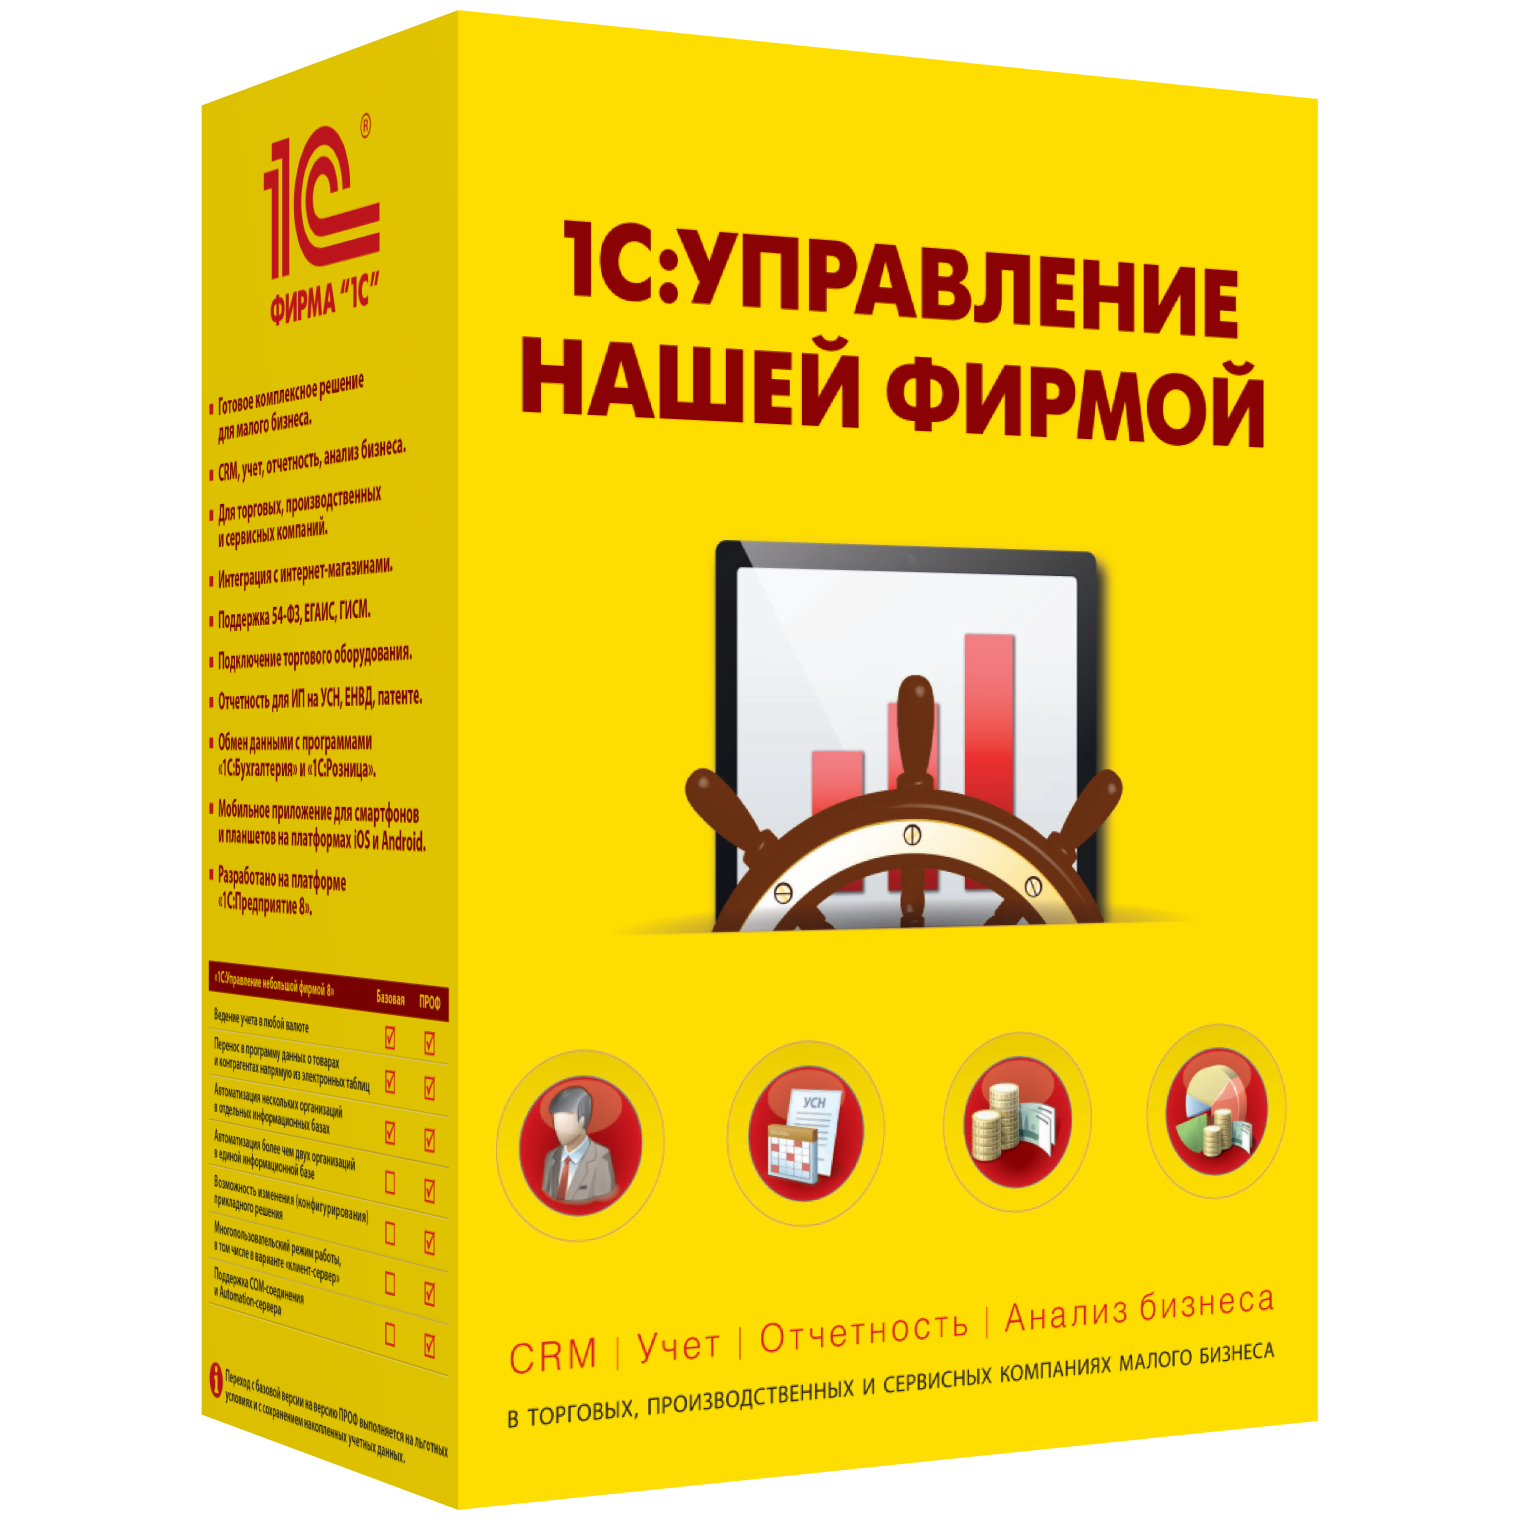 1С®
ФИРМА “1С”
Готовое комплексное решение
для малого бизнеса.
CRM, учет, отчетность, анализ бизнеса.
Для торговых, производственных
и сервисных компаний.
Интеграция с интернет-магазинами.
Поддержка 54-ФЗ, ЕГАИС, ГИСМ.
Подключение торгового оборудования.
Отчетность для ИП на УСН, ЕНВД, патенте.
Обмен данными с программами
«1С:Бухгалтерия» и «1С:Розница».
Мобильное приложение для смартфонов
и планшетов на платформах iOS и Android.
Разработано на платформе
«1С:Предприятие 8».
«1С:Управление небольшой фирмой 8» Базовая ПРОФ
Ведение учета в любой валюте
Перенос в программу данных о товарах
и контрагентах напрямую из электронных таблиц
Автоматизация нескольких организаций
в отдельных информационных базах
Автоматизация более чем двух организаций
в единой информационной базе
Возможность изменения (конфигурирования)
прикладного решения
Многопользовательский режим работы,
в том числе в варианте «клиент-сервер»
Поддержка COM-соединения
и Automation-сервера
i Переход с базовой версии на версию ПРОФ выполняется на льготных
условиях и с сохранением накопленных учетных данных.
1С:УПРАВЛЕНИЕ
НАШЕЙ ФИРМОЙ
УСН
CRM | Учет | Отчетность | Анализ бизнеса
В ТОРГОВЫХ, ПРОИЗВОДСТВЕННЫХ И СЕРВИСНЫХ КОМПАНИЯХ МАЛОГО БИЗНЕСА